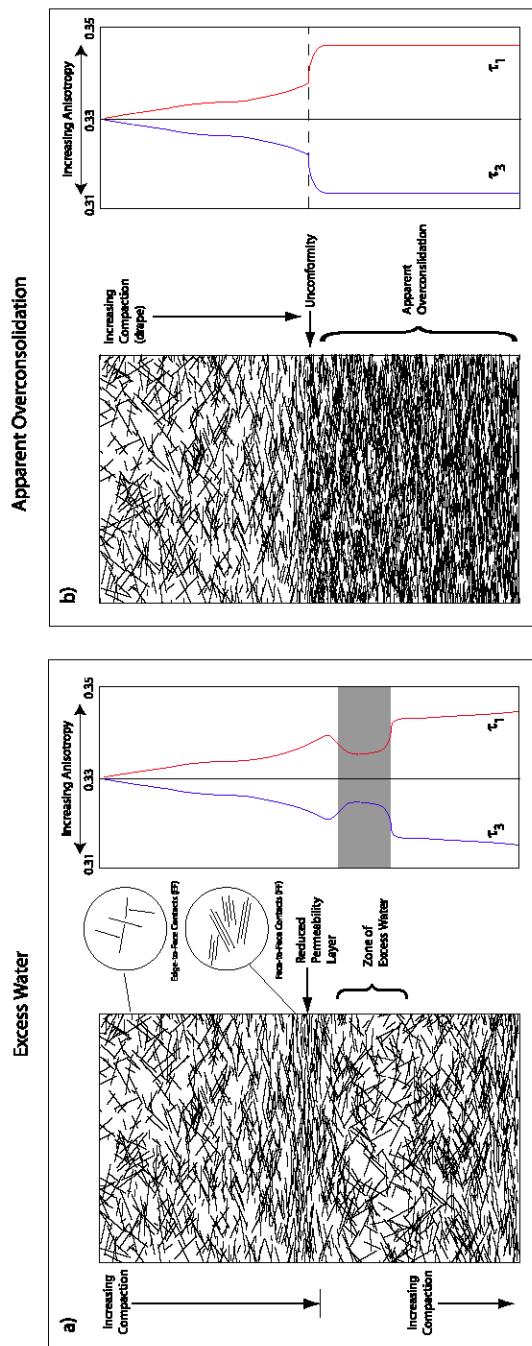 Excess Water
a)
Increasing
Compaction
Increasing
Compaction
Edge-to-Face Contacts (EF)
Face-to-Face Contacts (FF)
Reduced
Permeability
Layer
Zone of
Excess Water
Increasing Anisotropy
0.31
0.33
0.35
τ3
τ1
Apparent Overconsolidation
b)
Increasing
Compaction
(drape)
Unconformity
Apparent
Overconsolidation
Increasing Anisotropy
0.31
0.33
0.35
τ3
τ1